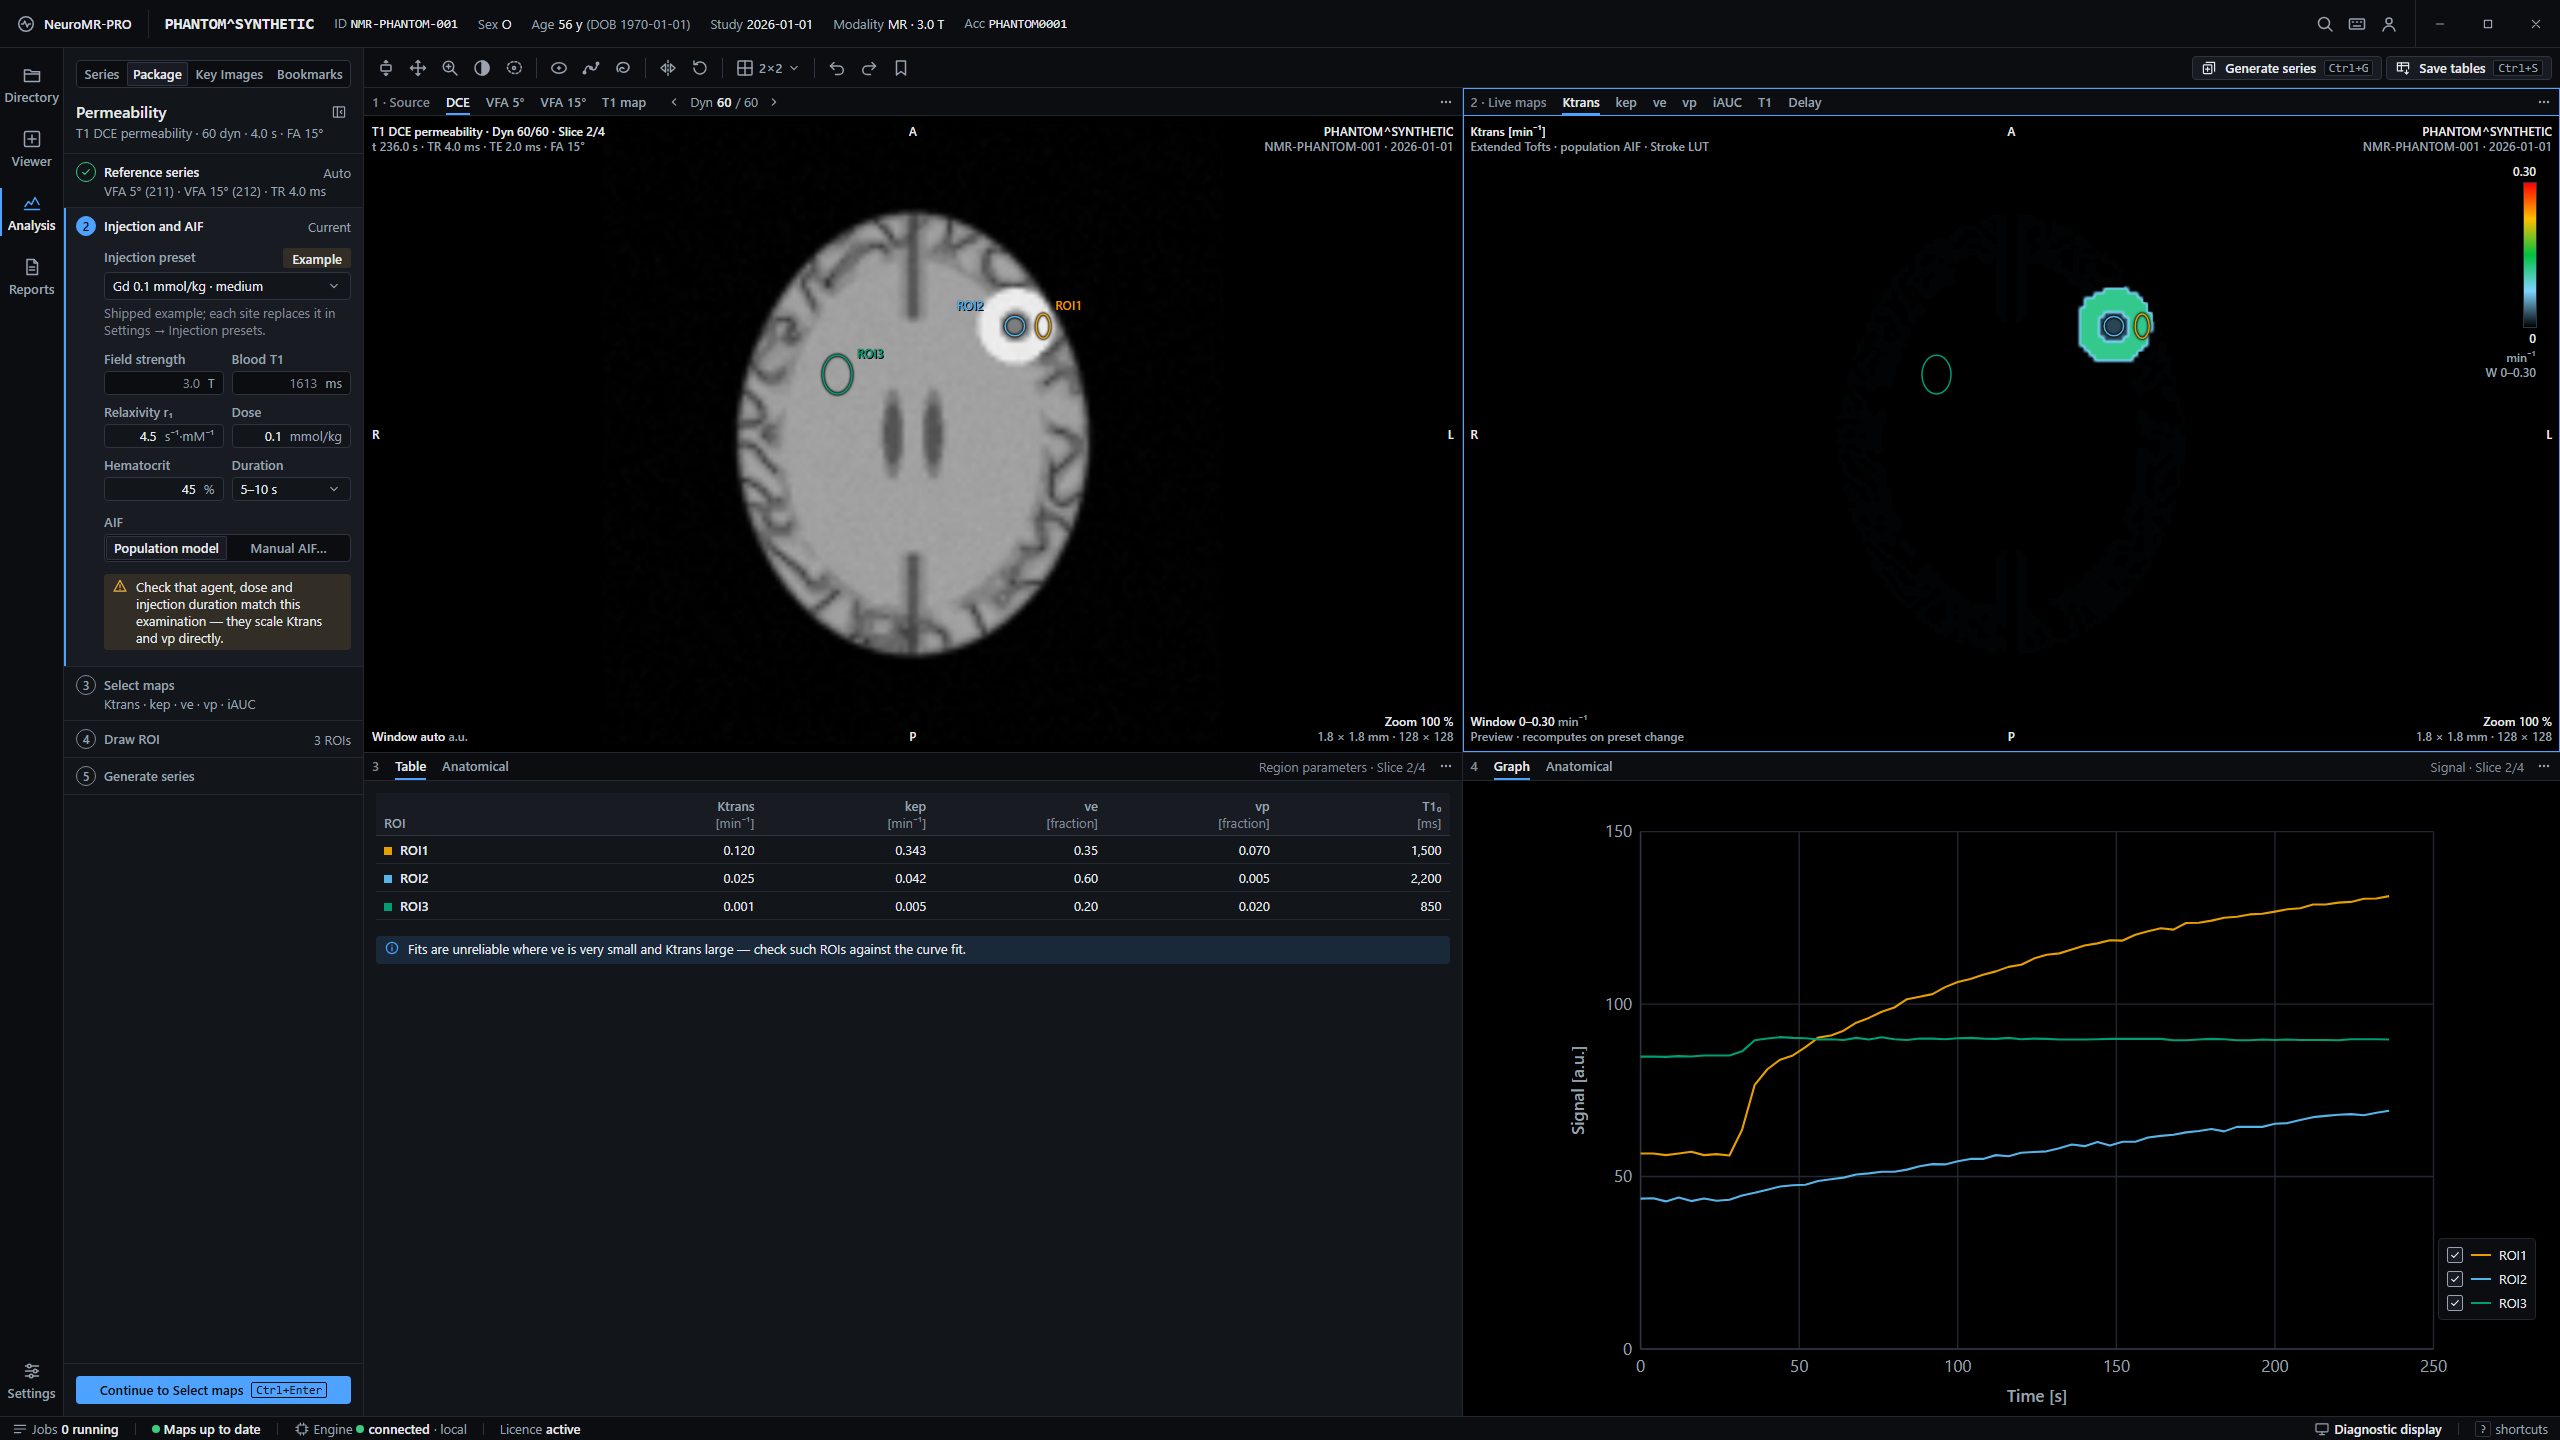 NeuroMR-PRO PHANTOM^SYNTHETIC ID NMR-PHANTOM-001 Sex O Age 56 y (DOB 1970-01-01) Study 2026-01-01 Modality MR · 3.0 T Acc PHANTOM0001
Directory
Viewer
Analysis
Reports
Settings
Series Package Key Images Bookmarks
Permeability
T1 DCE permeability · 60 dyn · 4.0 s · FA 15°
Reference series Auto
VFA 5° (211) · VFA 15° (212) · TR 4.0 ms
2 Injection and AIF Current
Injection preset Example
Gd 0.1 mmol/kg · medium
Shipped example; each site replaces it in
Settings → Injection presets.
Field strength Blood T1
3.0 T 1613 ms
Relaxivity r₁ Dose
4.5 s⁻¹·mM⁻¹ 0.1 mmol/kg
Hematocrit Duration
45 % 5–10 s
AIF
Population model Manual AIF...
Check that agent, dose and
injection duration match this
examination — they scale Ktrans
and vp directly.
3 Select maps
Ktrans · kep · ve · vp · iAUC
4 Draw ROI 3 ROIs
5 Generate series
Continue to Select maps Ctrl+Enter
2×2
Generate series Ctrl+G Save tables Ctrl+S
1 · Source DCE VFA 5° VFA 15° T1 map Dyn 60 / 60
T1 DCE permeability · Dyn 60/60 · Slice 2/4
t 236.0 s · TR 4.0 ms · TE 2.0 ms · FA 15°
A
PHANTOM^SYNTHETIC
NMR-PHANTOM-001 · 2026-01-01
ROI2 ROI1
ROI3
R L
Window auto a.u.
P
Zoom 100 %
1.8 × 1.8 mm · 128 × 128
2 · Live maps Ktrans kep ve vp iAUC T1 Delay
Ktrans [min⁻¹]
Extended Tofts · population AIF · Stroke LUT
A
PHANTOM^SYNTHETIC
NMR-PHANTOM-001 · 2026-01-01
0.30
0
min⁻¹
W 0–0.30
R L
Window 0–0.30 min⁻¹
Preview · recomputes on preset change
P
Zoom 100 %
1.8 × 1.8 mm · 128 × 128
3 Table Anatomical Region parameters · Slice 2/4
Ktrans kep ve vp T1₀
ROI [min⁻¹] [min⁻¹] [fraction] [fraction] [ms]
ROI1 0.120 0.343 0.35 0.070 1,500
ROI2 0.025 0.042 0.60 0.005 2,200
ROI3 0.001 0.005 0.20 0.020 850
Fits are unreliable where ve is very small and Ktrans large — check such ROIs against the curve fit.
4 Graph Anatomical Signal · Slice 2/4
150
100
50
0
Signal [a.u.]
0 50 100 150 200 250
Time [s]
ROI1
ROI2
ROI3
Jobs 0 running Maps up to date Engine connected · local Licence active
Diagnostic display ? shortcuts